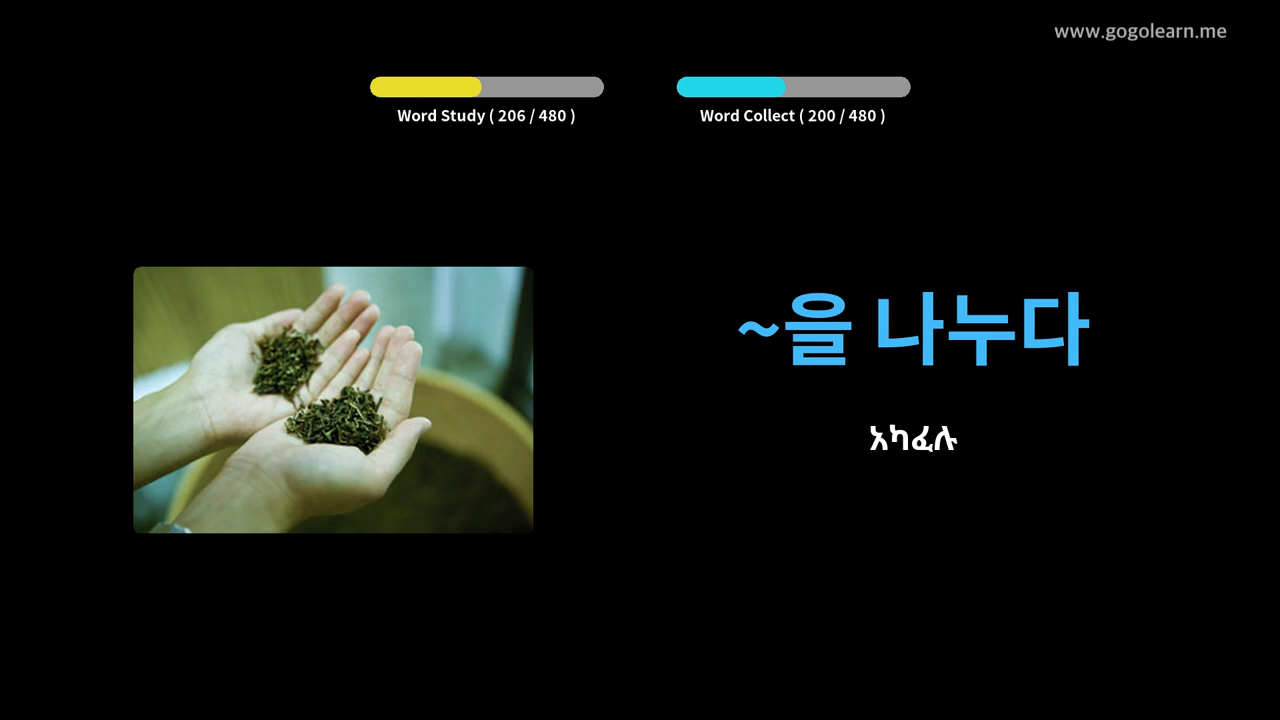 www.gogolearn.me
Word Study ( 206 / 480 )
Word Collect ( 200 / 480 )
~을 나누다
አካፈሉ